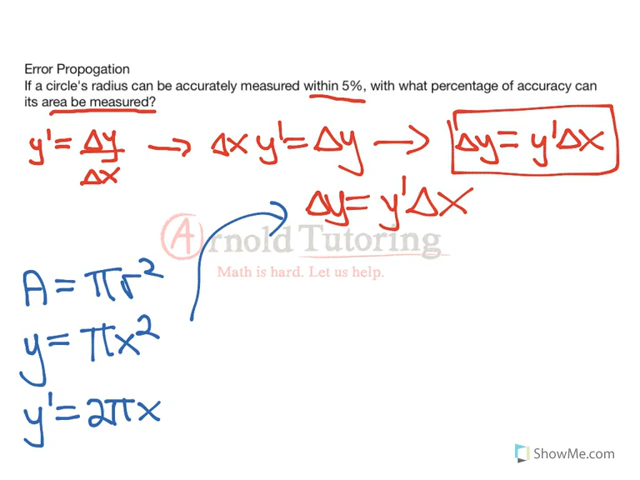 Error Propogation
If a circle's radius can be accurately measured within 5%, with what percentage of accuracy can
its area be measured?
y' = Δy/Δx → Δx y' = Δy → Δy = y'Δx
Δy = y'Δx
Arnold Tutoring
Math is hard. Let us help.
A = πr²
y = πx²
y' = 2πx
ShowMe.com